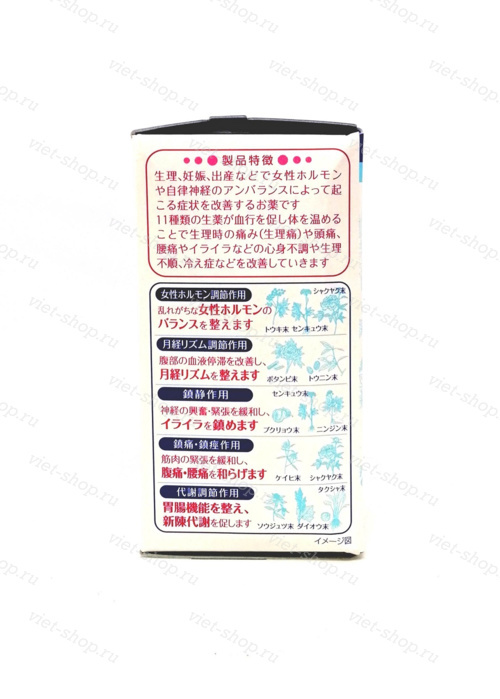 製品特徴
生理、妊娠、出産などで女性ホルモン
や自律神経のアンバランスによって起
こる症状を改善するお薬です
11種類の生薬が血行を促し体を温める
ことで生理時の痛み(生理痛)や頭痛、
腰痛やイライラなどの心身不調や生理
不順、冷え症などを改善していきます
女性ホルモン調節作用
乱れがちな女性ホルモンの
バランスを整えます
シャクヤク末
トウキ末 センキュウ末
月経リズム調節作用
腹部の血液停滞を改善し、
月経リズムを整えます
ボタンピ末 トウニン末
鎮静作用
神経の興奮・緊張を緩和し、
イライラを鎮めます
センキュウ末
ブクリョウ末 ニンジン末
鎮痛・鎮痙作用
筋肉の緊張を緩和し、
腹痛・腰痛を和らげます
ケイヒ末 シャクヤク末
代謝調節作用
胃腸機能を整え、
新陳代謝を促します
タクシャ末
ソウジュツ末 ダイオウ末
イメージ図
viet-shop.ru